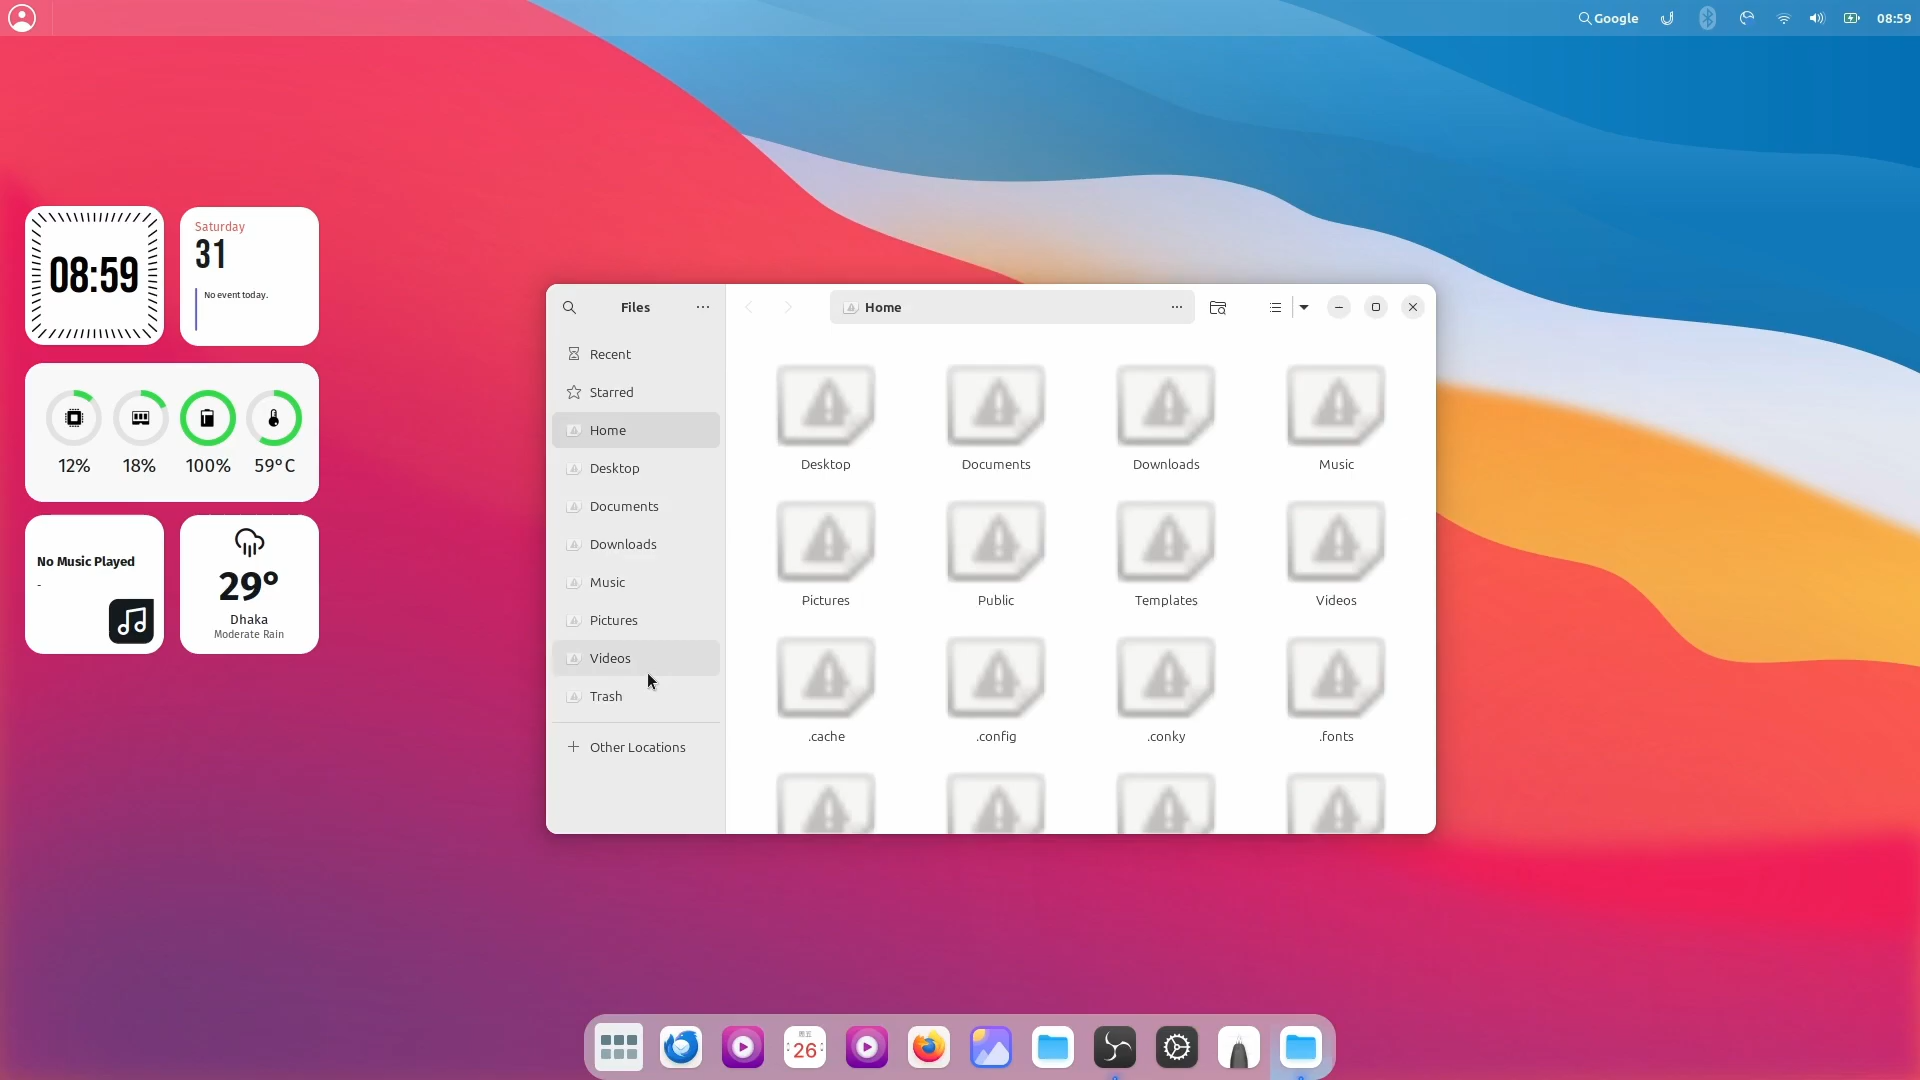 Google
08:59
08:59
Saturday
31
No event today.
12%
18%
100%
59°C
No Music Played
-
29°
Dhaka
Moderate Rain
Files
Home
Recent
Starred
Home
Desktop
Documents
Downloads
Music
Pictures
Videos
Trash
Other Locations
Desktop
Documents
Downloads
Music
Pictures
Public
Templates
Videos
.cache
.config
.conky
.fonts
周五
26